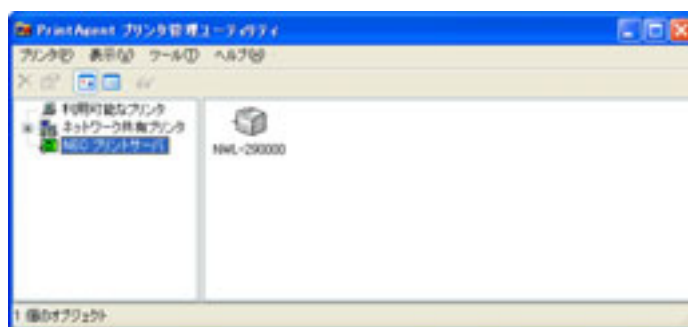 PrintAgent プリンタ管理ユーティリティ
プリンタ(P) 表示(V) ツール(T) ヘルプ(H)
利用可能なプリンタ
ネットワーク共有プリンタ
NEC プリントサーバ
NWL-290000
1 個のオブジェクト